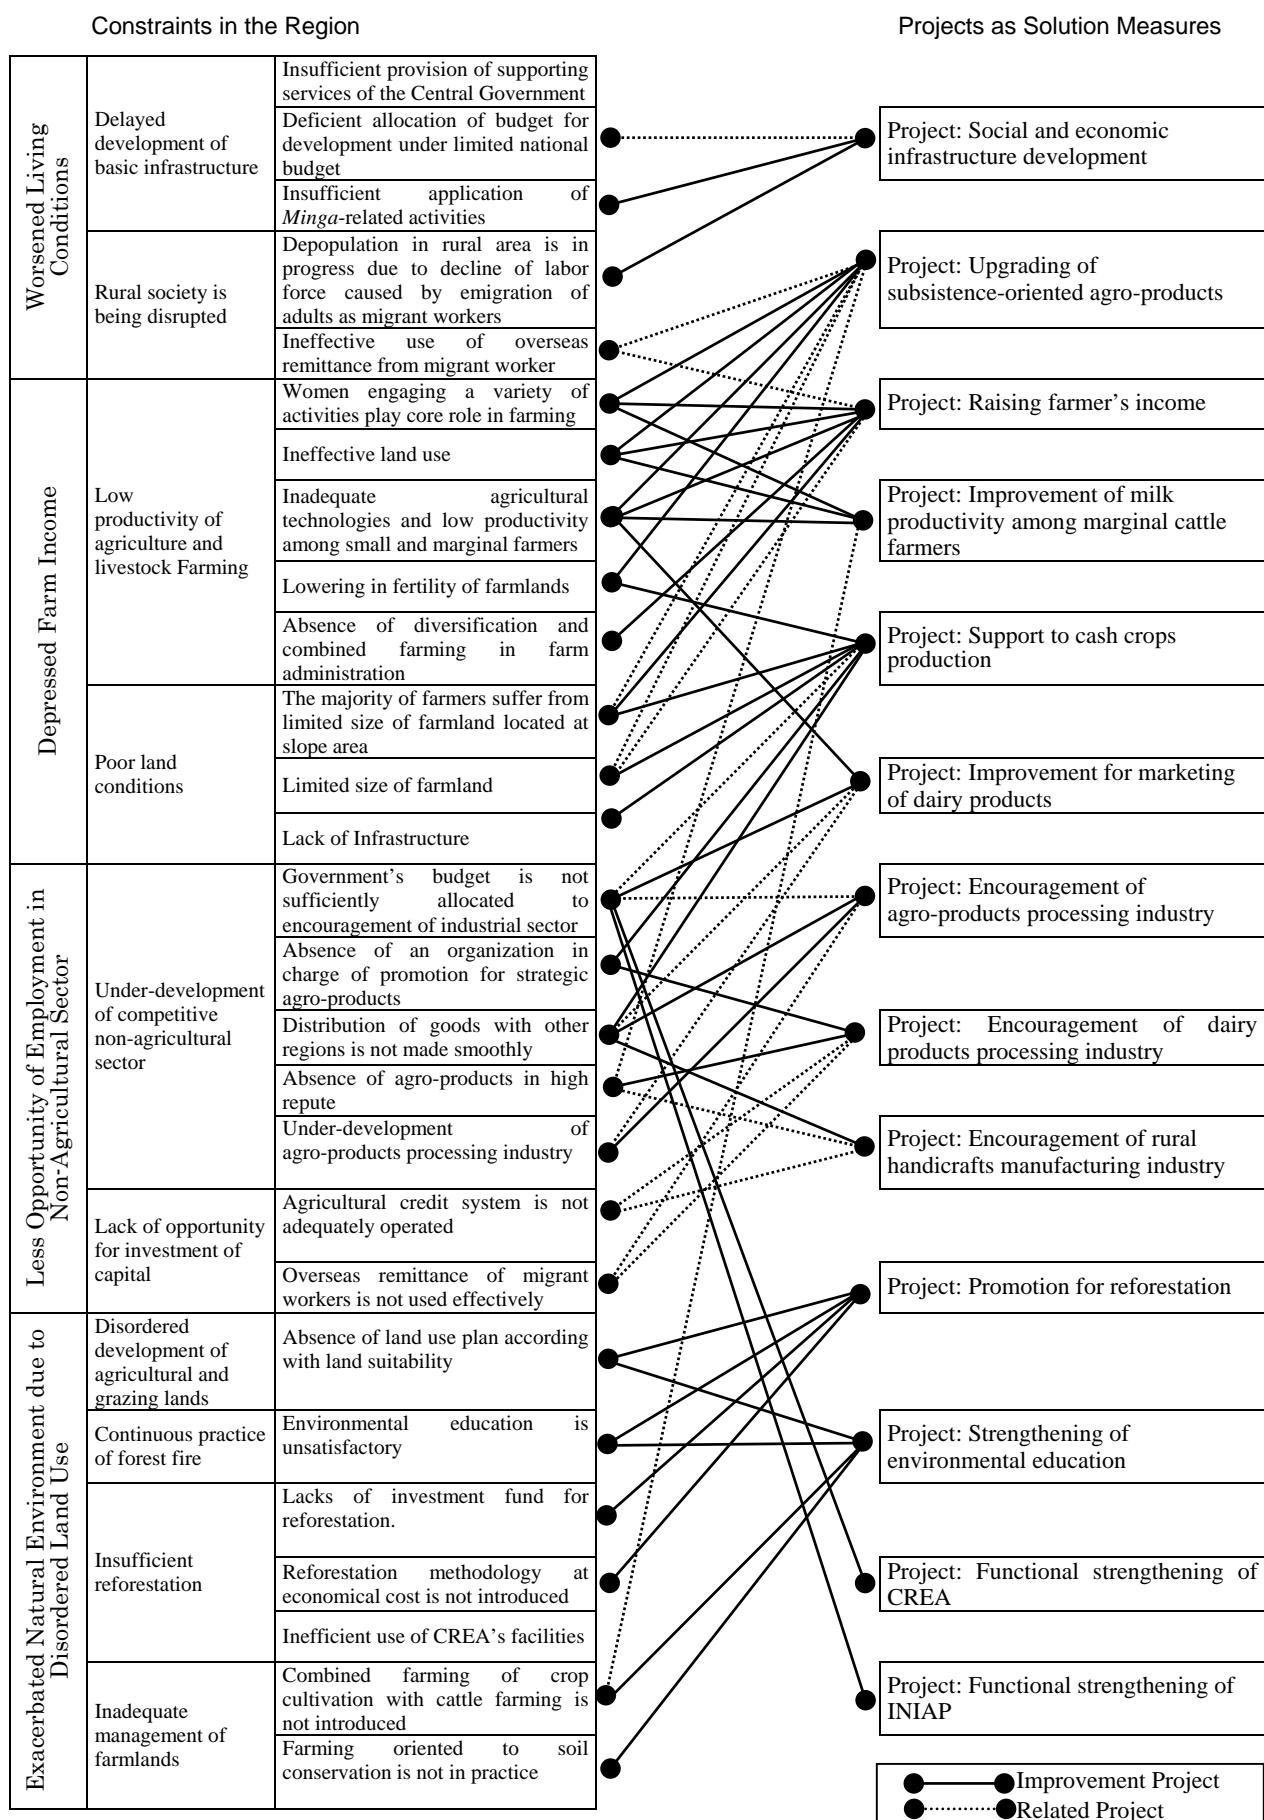 Constraints in the Region
Projects as Solution Measures
Worsened Living
Conditions
Delayed
development of
basic infrastructure
Insufficient provision of supporting
services of the Central Government
Deficient allocation of budget for
development under limited national
budget
Insufficient application of
Minga-related activities
Rural society is
being disrupted
Depopulation in rural area is in
progress due to decline of labor
force caused by emigration of
adults as migrant workers
Ineffective use of overseas
remittance from migrant worker
Depressed Farm Income
Low
productivity of
agriculture and
livestock Farming
Women engaging a variety of
activities play core role in farming
Ineffective land use
Inadequate agricultural
technologies and low productivity
among small and marginal farmers
Lowering in fertility of farmlands
Absence of diversification and
combined farming in farm
administration
Poor land
conditions
The majority of farmers suffer from
limited size of farmland located at
slope area
Limited size of farmland
Lack of Infrastructure
Less Opportunity of Employment in
Non-Agricultural Sector
Under-development
of competitive
non-agricultural
sector
Government's budget is not
sufficiently allocated to
encouragement of industrial sector
Absence of an organization in
charge of promotion for strategic
agro-products
Distribution of goods with other
regions is not made smoothly
Absence of agro-products in high
repute
Under-development of
agro-products processing industry
Lack of opportunity
for investment of
capital
Agricultural credit system is not
adequately operated
Overseas remittance of migrant
workers is not used effectively
Exacerbated Natural Environment due to
Disordered Land Use
Disordered
development of
agricultural and
grazing lands
Absence of land use plan according
with land suitability
Continuous practice
of forest fire
Environmental education is
unsatisfactory
Insufficient
reforestation
Lacks of investment fund for
reforestation.
Reforestation methodology at
economical cost is not introduced
Inefficient use of CREA's facilities
Inadequate
management of
farmlands
Combined farming of crop
cultivation with cattle farming is
not introduced
Farming oriented to soil
conservation is not in practice
Project: Social and economic
infrastructure development
Project: Upgrading of
subsistence-oriented agro-products
Project: Raising farmer's income
Project: Improvement of milk
productivity among marginal cattle
farmers
Project: Support to cash crops
production
Project: Improvement for marketing
of dairy products
Project: Encouragement of
agro-products processing industry
Project: Encouragement of dairy
products processing industry
Project: Encouragement of rural
handicrafts manufacturing industry
Project: Promotion for reforestation
Project: Strengthening of
environmental education
Project: Functional strengthening of
CREA
Project: Functional strengthening of
INIAP
Improvement Project
Related Project